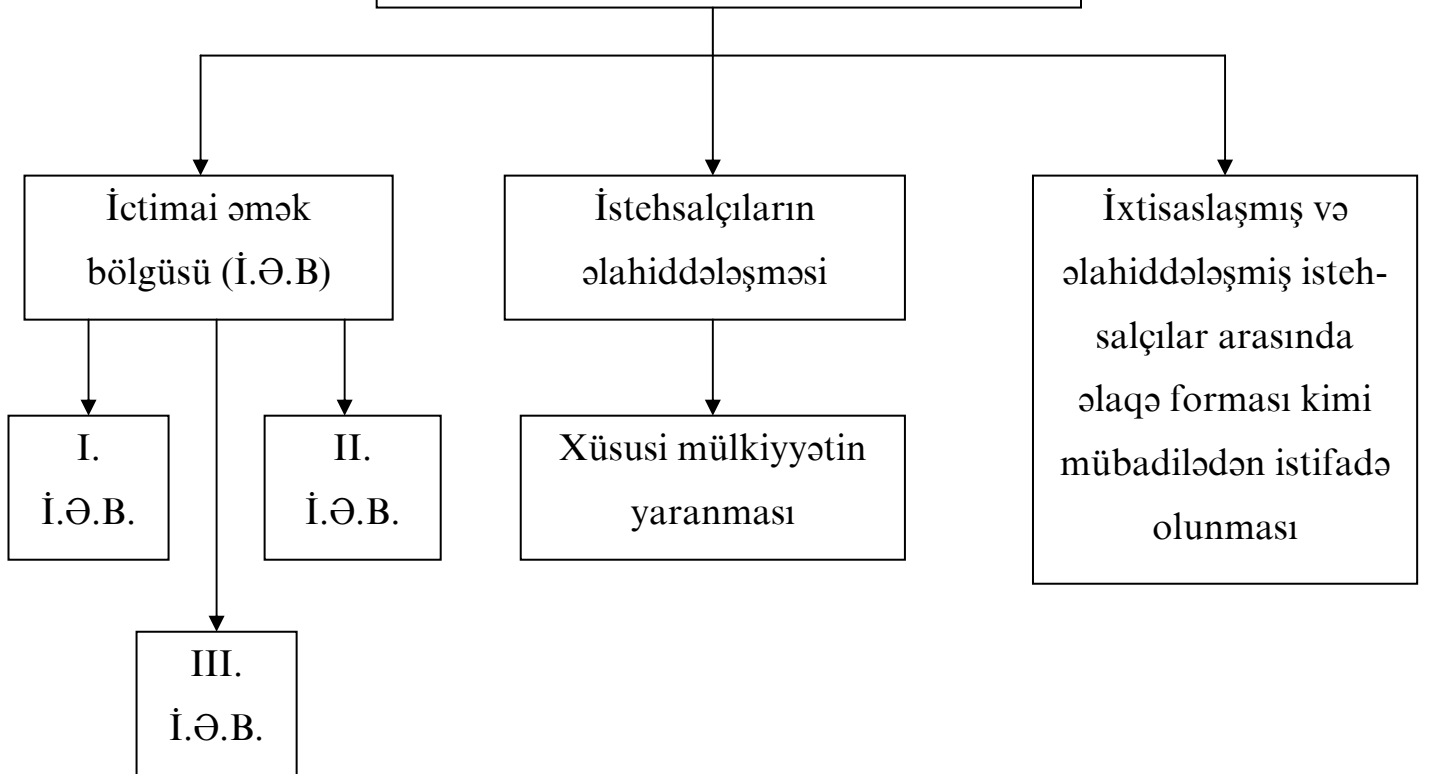 İctimai əmək
bölgüsü (İ.Ə.B)
İstehsalçıların
əlahiddələşməsi
İxtisaslaşmış və
əlahiddələşmiş isteh-
salçılar arasında
əlaqə forması kimi
mübadilədən istifadə
olunması
I.
İ.Ə.B.
II.
İ.Ə.B.
Xüsusi mülkiyyətin
yaranması
III.
İ.Ə.B.